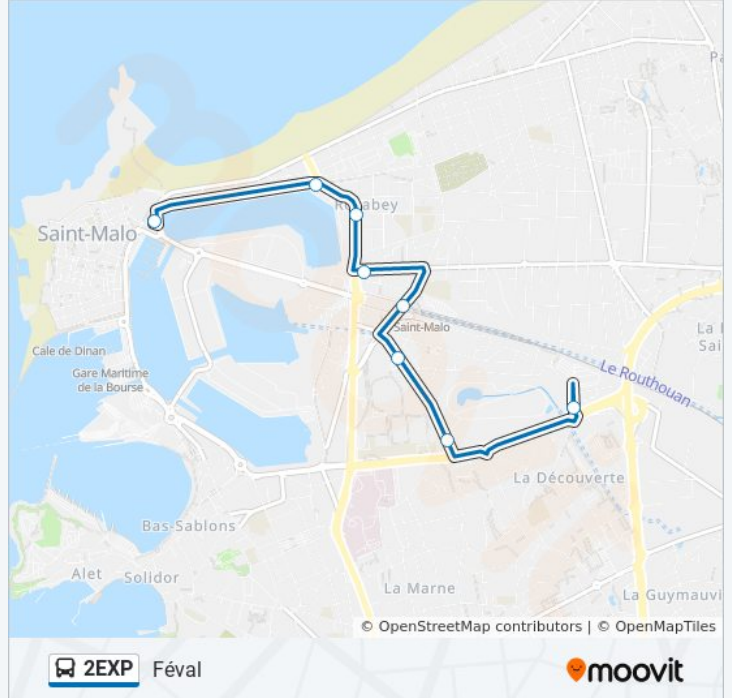 Rocabey
Saint-Malo
Saint-Malo
Cale de Dinan
Gare Maritime
de la Bourse
Le Routhouan
La Découverte
Bas-Sablons
Alet
Solidor
La Marne
La Guymauvi
© OpenStreetMap contributors | © OpenMapTiles
2EXP Féval
moovit